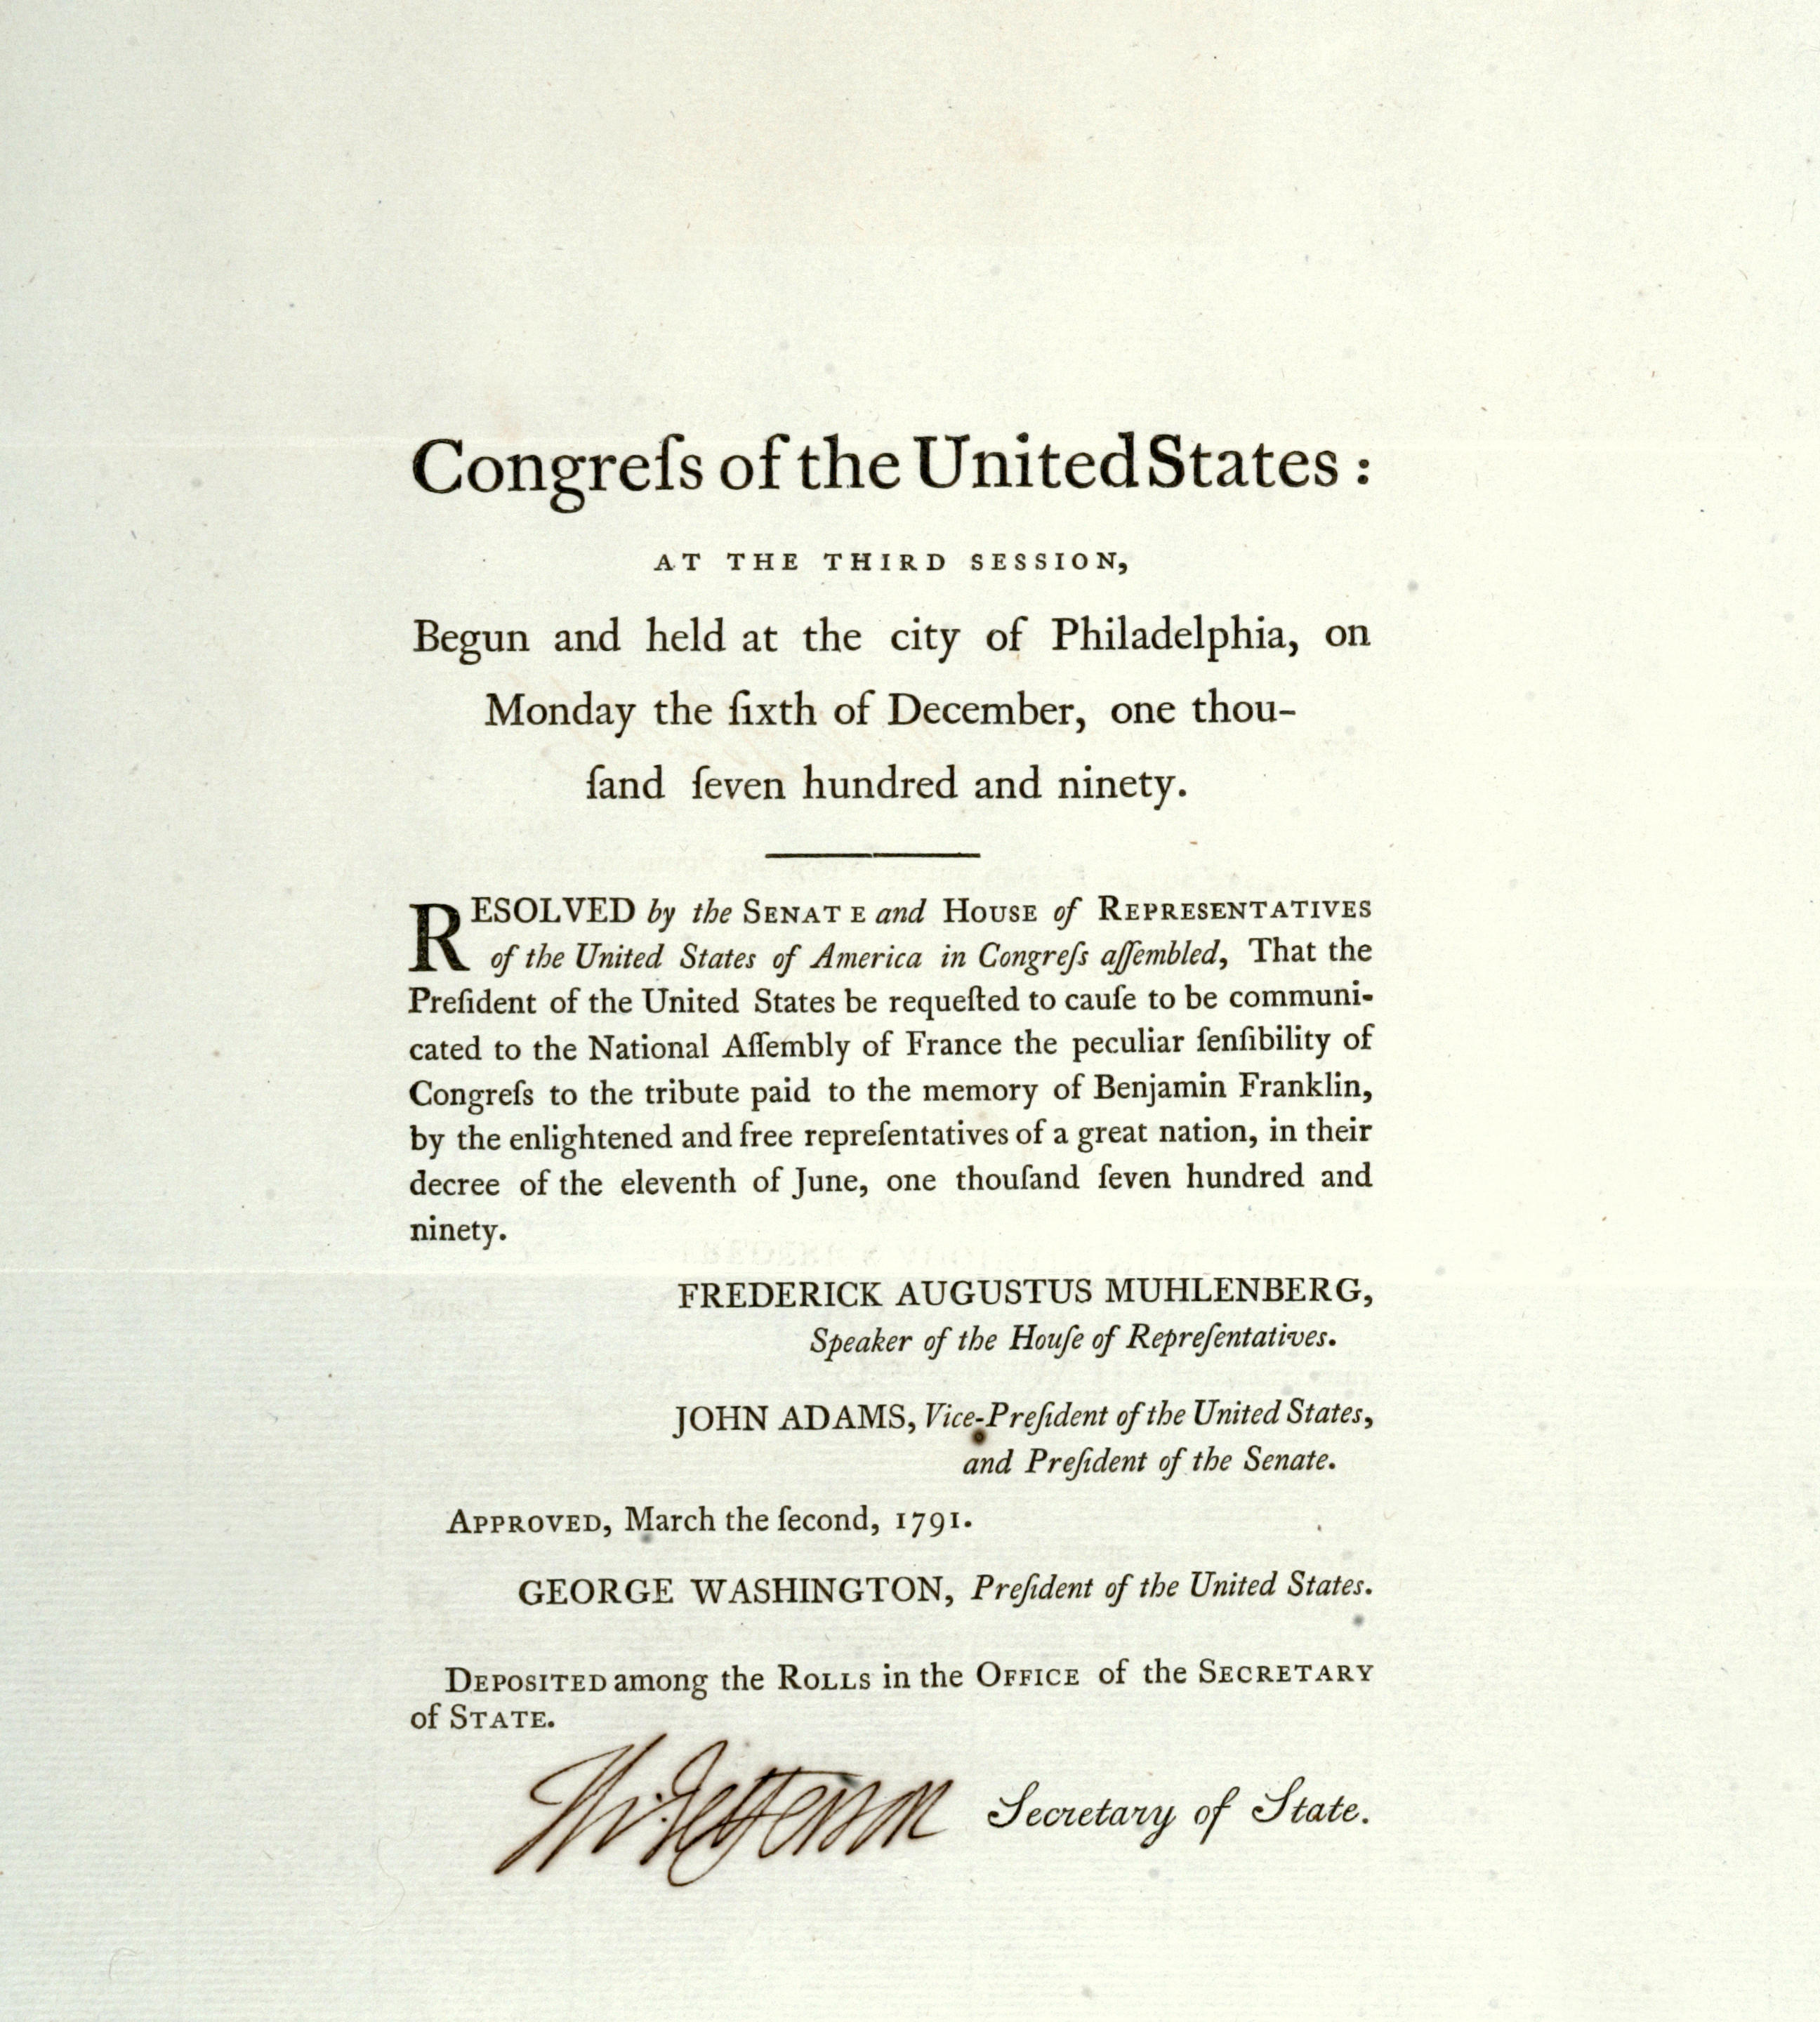 Congreſs of the United States:
AT THE THIRD SESSION,
Begun and held at the city of Philadelphia, on
Monday the ſixth of December, one thou-
ſand ſeven hundred and ninety.
RESOLVED by the SENATE and HOUSE of REPRESENTATIVES
of the United States of America in Congreſs aſſembled, That the
Preſident of the United States be requeſted to cauſe to be communi-
cated to the National Aſſembly of France the peculiar ſenſibility of
Congreſs to the tribute paid to the memory of Benjamin Franklin,
by the enlightened and free repreſentatives of a great nation, in their
decree of the eleventh of June, one thouſand ſeven hundred and
ninety.
FREDERICK AUGUSTUS MUHLENBERG,
Speaker of the Houſe of Repreſentatives.
JOHN ADAMS, Vice-Preſident of the United States,
and Preſident of the Senate.
APPROVED, March the ſecond, 1791.
GEORGE WASHINGTON, Preſident of the United States.
DEPOSITED among the ROLLS in the OFFICE of the SECRETARY
of STATE.
Th: Jefferson Secretary of State.